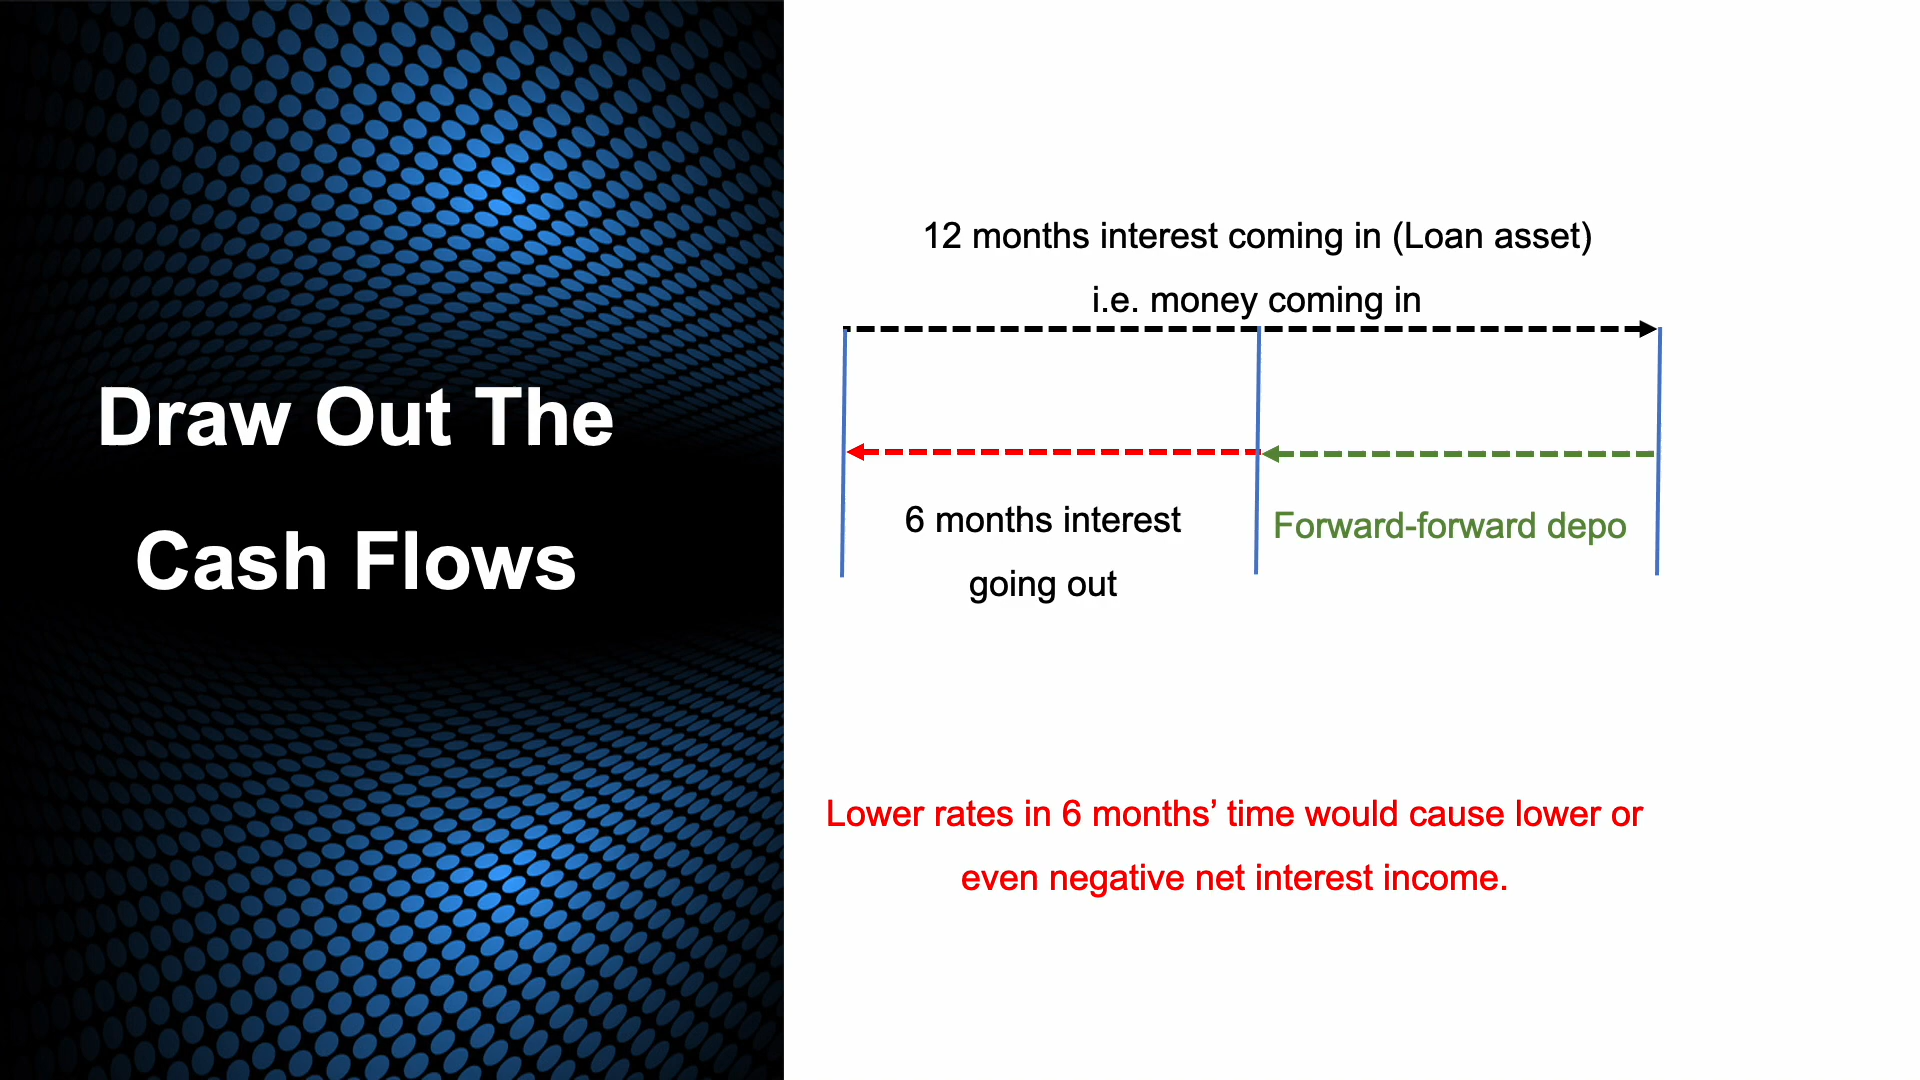 Draw Out The
Cash Flows
12 months interest coming in (Loan asset)
i.e. money coming in
6 months interest
going out
Forward-forward depo
Lower rates in 6 months’ time would cause lower or
even negative net interest income.